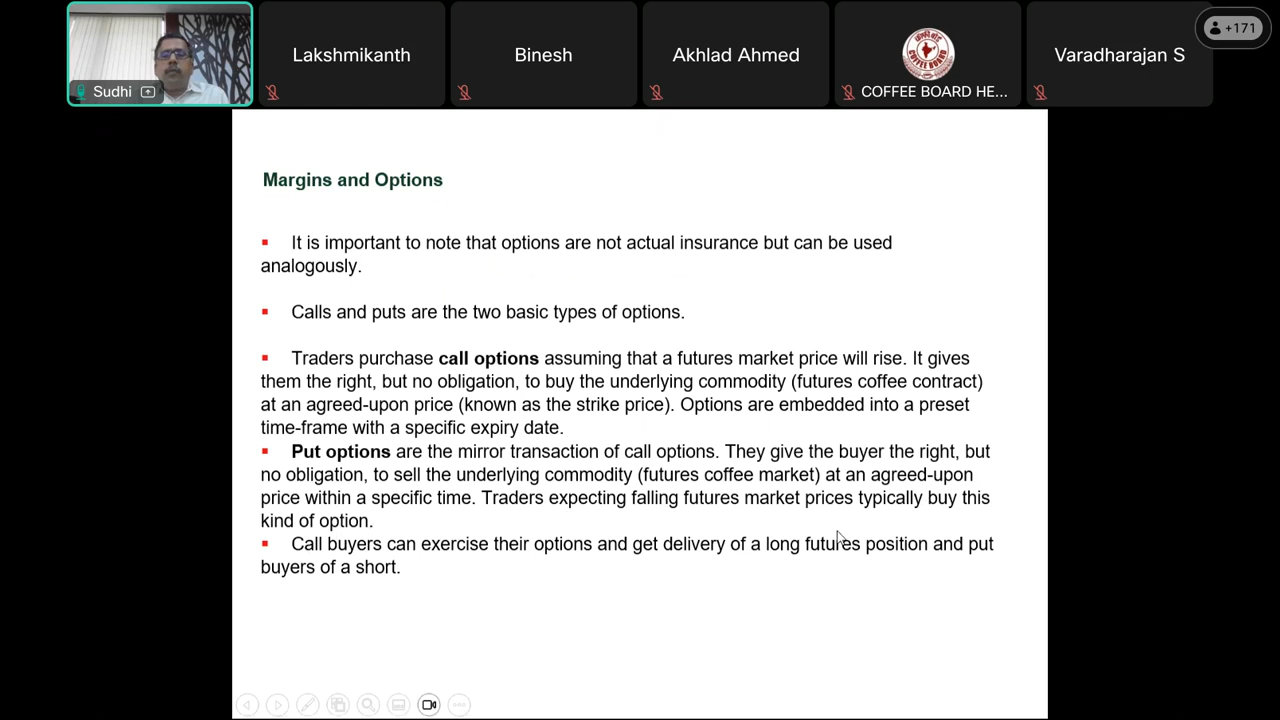 +171
Sudhi
Lakshmikanth
Binesh
Akhlad Ahmed
COFFEE BOARD
COFFEE BOARD HE...
Varadharajan S
Margins and Options
▪ It is important to note that options are not actual insurance but can be used
analogously.
▪ Calls and puts are the two basic types of options.
▪ Traders purchase call options assuming that a futures market price will rise. It gives
them the right, but no obligation, to buy the underlying commodity (futures coffee contract)
at an agreed-upon price (known as the strike price). Options are embedded into a preset
time-frame with a specific expiry date.
▪ Put options are the mirror transaction of call options. They give the buyer the right, but
no obligation, to sell the underlying commodity (futures coffee market) at an agreed-upon
price within a specific time. Traders expecting falling futures market prices typically buy this
kind of option.
▪ Call buyers can exercise their options and get delivery of a long futures position and put
buyers of a short.